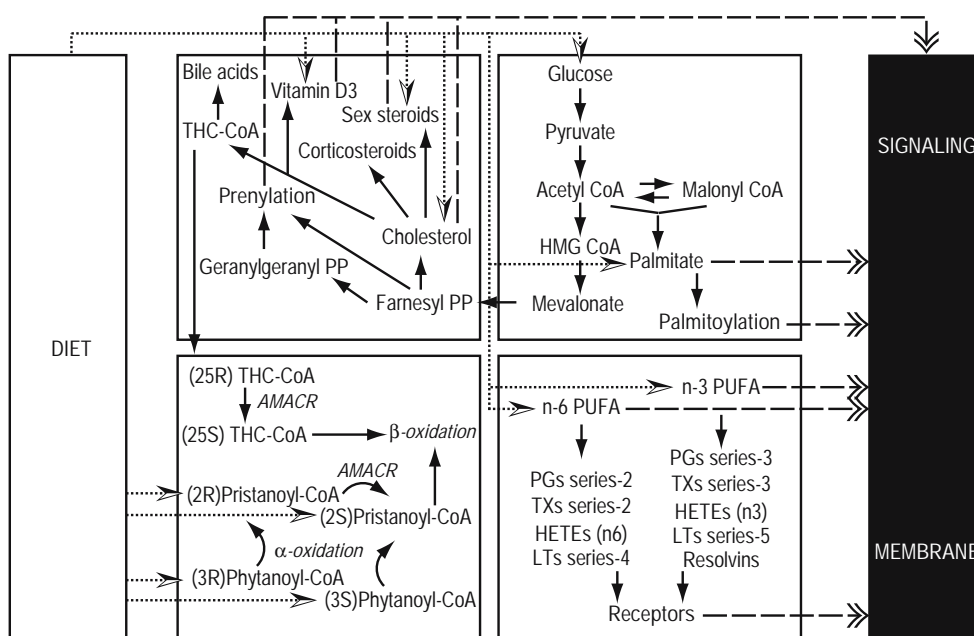 DIET
Bile acids
Vitamin D3
THC-CoA
Sex steroids
Corticosteroids
Prenylation
Cholesterol
Geranylgeranyl PP
Farnesyl PP
Glucose
Pyruvate
Acetyl CoA
Malonyl CoA
HMG CoA
Palmitate
Mevalonate
Palmitoylation
(25R) THC-CoA
AMACR
(25S) THC-CoA
β-oxidation
AMACR
(2R)Pristanoyl-CoA
(2S)Pristanoyl-CoA
α-oxidation
(3R)Phytanoyl-CoA
(3S)Phytanoyl-CoA
n-3 PUFA
n-6 PUFA
PGs series-2
TXs series-2
HETEs (n6)
LTs series-4
PGs series-3
TXs series-3
HETEs (n3)
LTs series-5
Resolvins
Receptors
SIGNALING
MEMBRANE